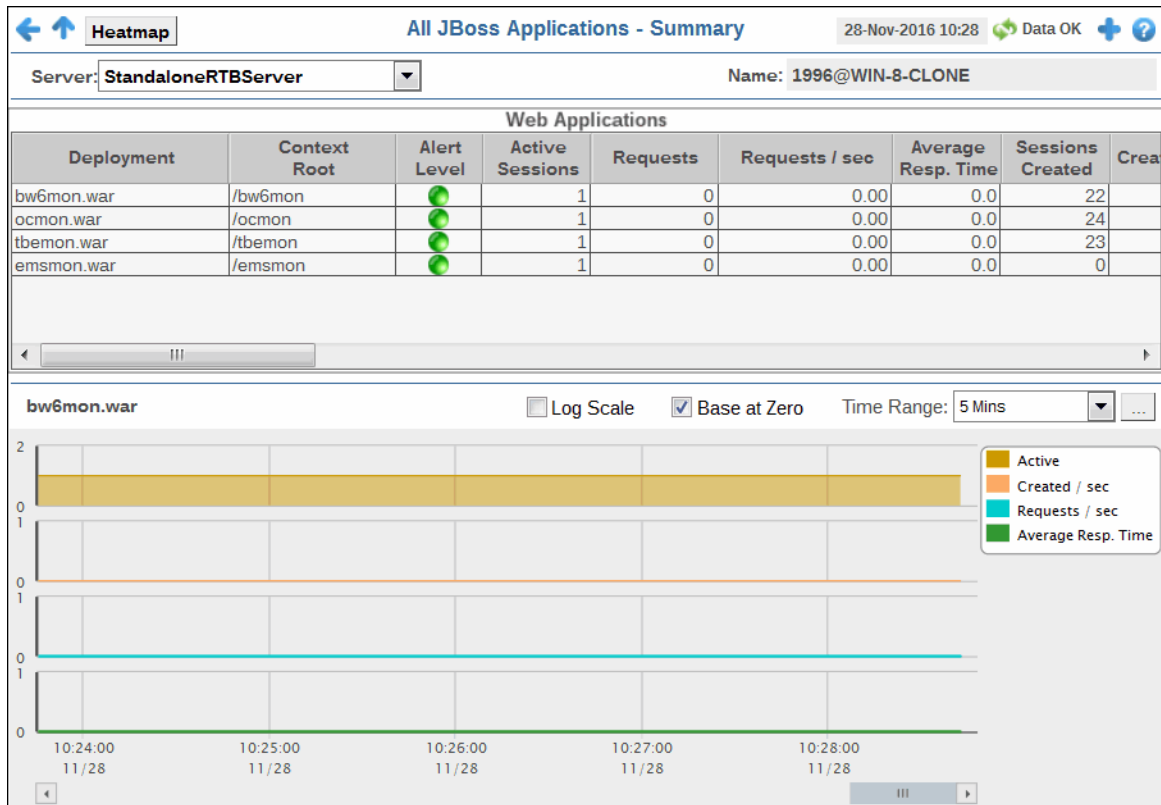 Heatmap All JBoss Applications - Summary 28-Nov-2016 10:28 Data OK
Server: StandaloneRTBServer Name: 1996@WIN-8-CLONE
Web Applications
Deployment Context Root Alert Level Active Sessions Requests Requests / sec Average Resp. Time Sessions Created Crea
bw6mon.war /bw6mon 1 0 0.00 0.0 22
ocmon.war /ocmon 1 0 0.00 0.0 24
tbemon.war /tbemon 1 0 0.00 0.0 23
emsmon.war /emsmon 1 0 0.00 0.0 0
bw6mon.war Log Scale Base at Zero Time Range: 5 Mins ...
2
0
1
0
1
0
1
0
10:24:00 10:25:00 10:26:00 10:27:00 10:28:00
11/28 11/28 11/28 11/28 11/28
Active
Created / sec
Requests / sec
Average Resp. Time